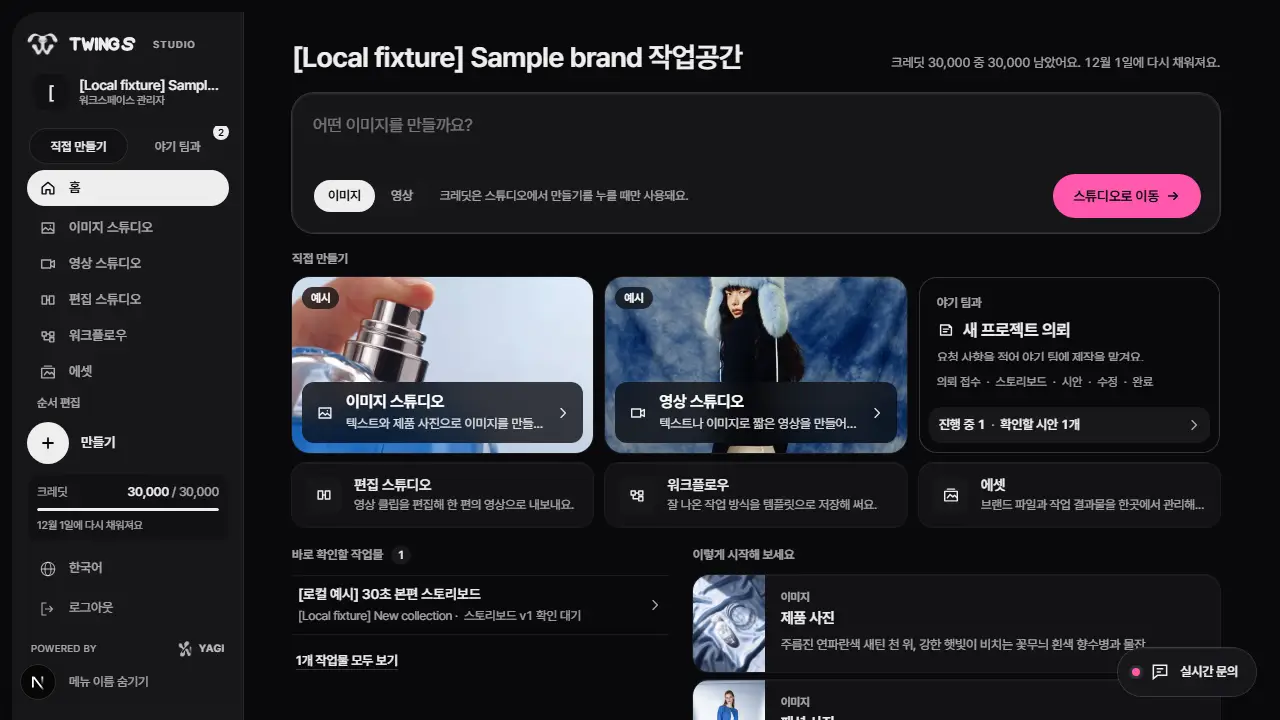 TWINGS STUDIO
[
[Local fixture] Sampl...
워크스페이스 관리자
직접 만들기
야기 팀과
2
홈
이미지 스튜디오
영상 스튜디오
편집 스튜디오
워크플로우
에셋
순서 편집
만들기
크레딧 30,000 / 30,000
12월 1일에 다시 채워져요
한국어
로그아웃
POWERED BY YAGI
N
메뉴 이름 숨기기
[Local fixture] Sample brand 작업공간
크레딧 30,000 중 30,000 남았어요. 12월 1일에 다시 채워져요.
어떤 이미지를 만들까요?
이미지
영상
크레딧은 스튜디오에서 만들기를 누를 때만 사용돼요.
스튜디오로 이동 →
직접 만들기
예시
이미지 스튜디오
텍스트와 제품 사진으로 이미지를 만들...
예시
영상 스튜디오
텍스트나 이미지로 짧은 영상을 만들어...
야기 팀과
새 프로젝트 의뢰
요청 사항을 적어 야기 팀에 제작을 맡겨요.
의뢰 접수 · 스토리보드 · 시안 · 수정 · 완료
진행 중 1 · 확인할 시안 1개
편집 스튜디오
영상 클립을 편집해 한 편의 영상으로 내보내요.
워크플로우
잘 나온 작업 방식을 템플릿으로 저장해 써요.
에셋
브랜드 파일과 작업 결과물을 한곳에서 관리해...
바로 확인할 작업물 1
[로컬 예시] 30초 본편 스토리보드
[Local fixture] New collection · 스토리보드 v1 확인 대기
1개 작업물 모두 보기
이렇게 시작해 보세요
이미지
제품 사진
주름진 연파란색 새틴 천 위, 강한 햇빛이 비치는 꽃무늬 흰색 향수병과 물잔
이미지
실시간 문의